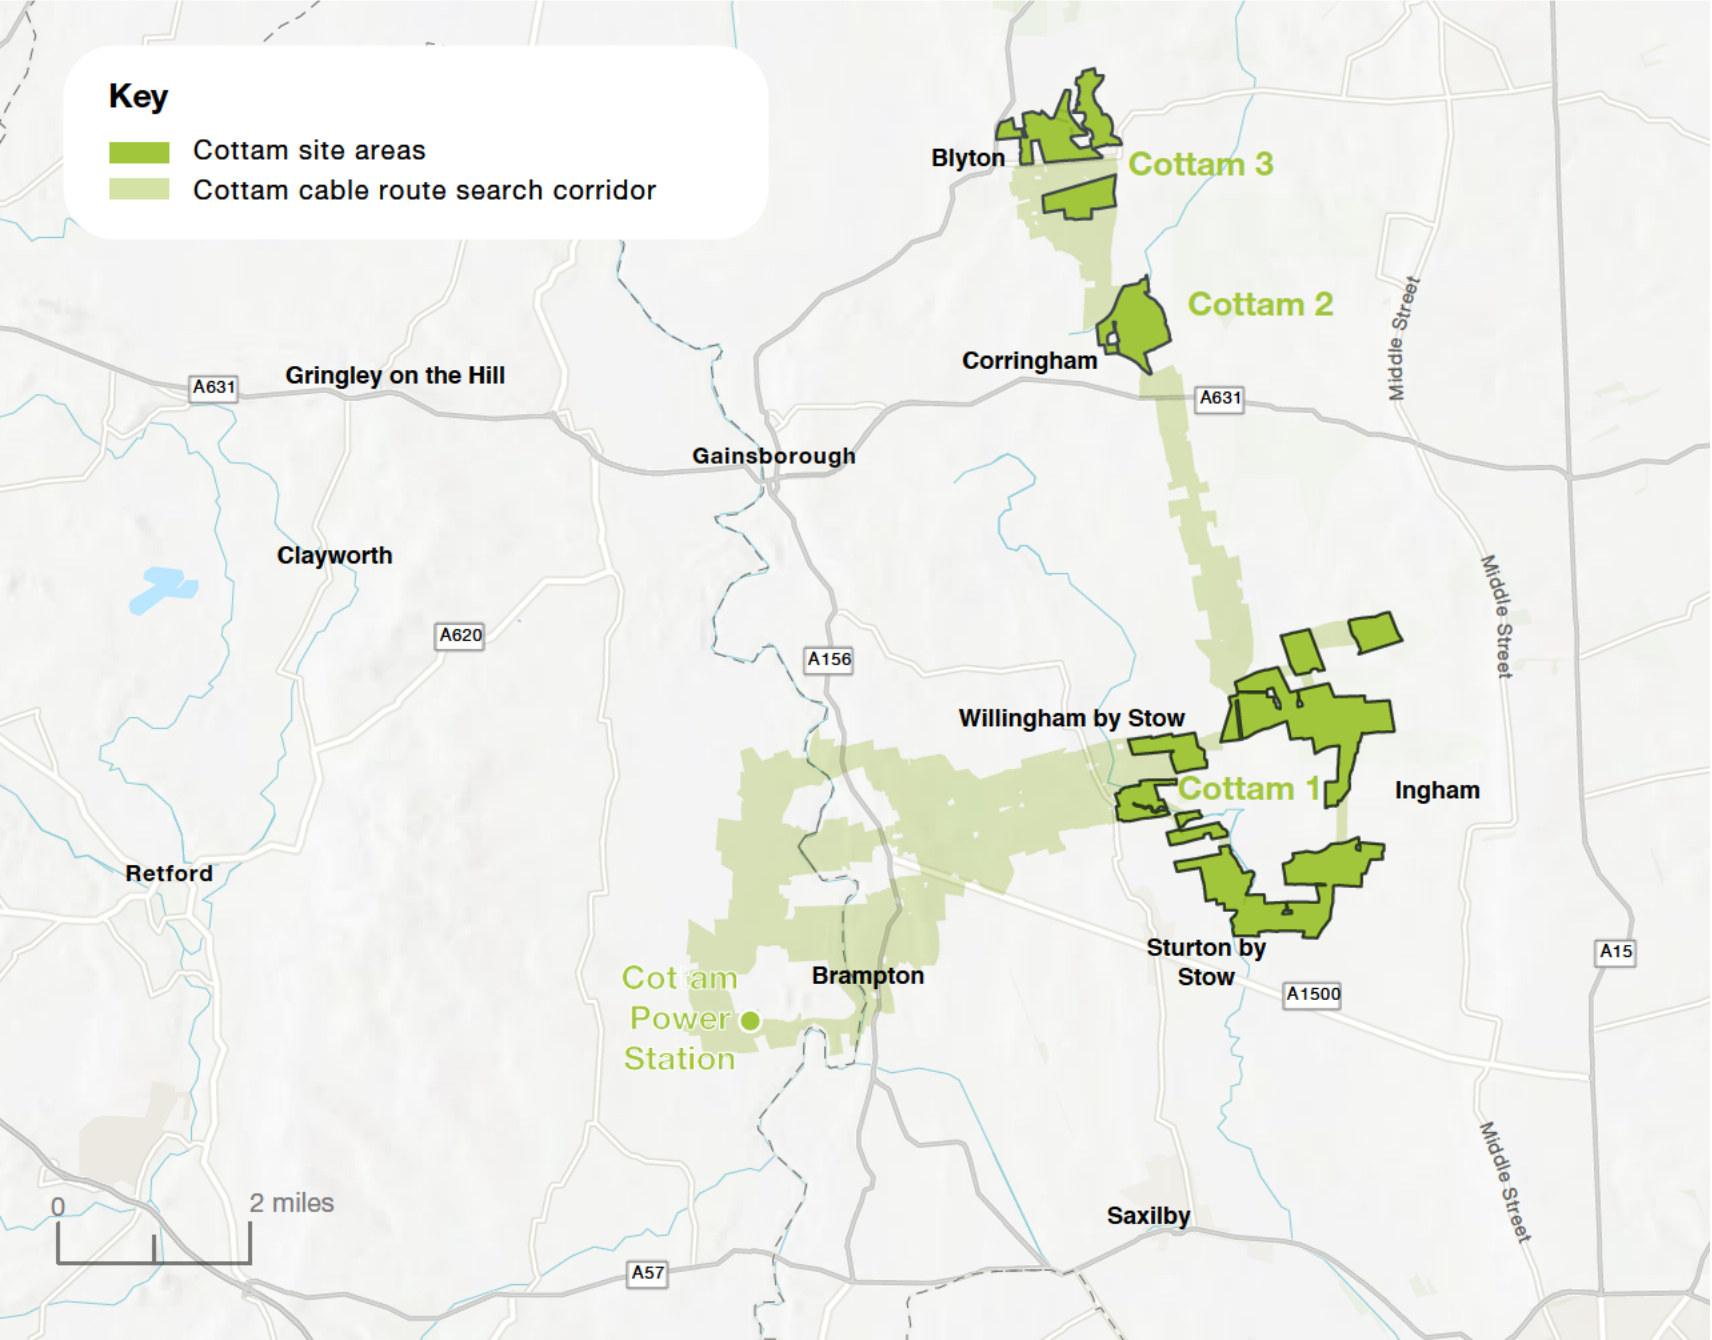 Key
Cottam site areas
Cottam cable route search corridor
Blyton
Cottam 3
Cottam 2
Middle Street
Corringham
A631
Gringley on the Hill
A631
Gainsborough
Clayworth
Middle Street
A620
A156
Willingham by Stow
Cottam 1
Ingham
Retford
Sturton by
Stow
A15
Brampton
Cot am
Power
Station
A1500
Middle Street
0
2 miles
Saxilby
A57